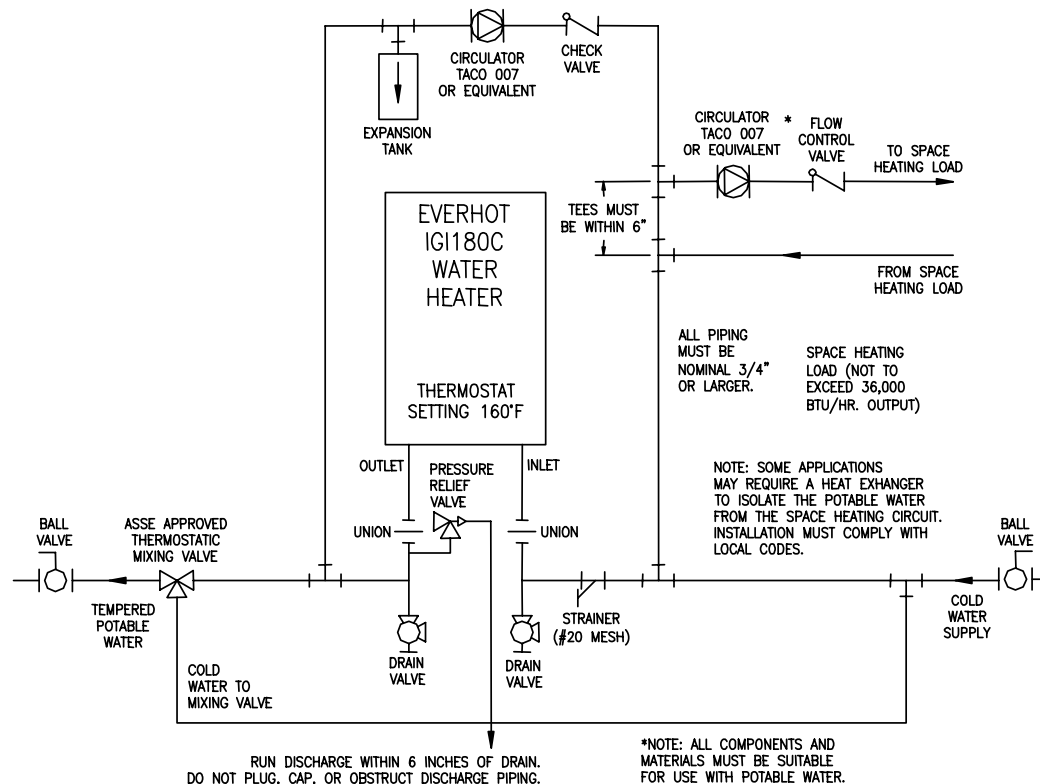 CIRCULATOR
TACO 007
OR EQUIVALENT
CHECK
VALVE
EXPANSION
TANK
CIRCULATOR *
TACO 007
OR EQUIVALENT
FLOW
CONTROL
VALVE
TO SPACE
HEATING LOAD
TEES MUST
BE WITHIN 6"
FROM SPACE
HEATING LOAD
EVERHOT
IGI180C
WATER
HEATER
THERMOSTAT
SETTING 160°F
ALL PIPING
MUST BE
NOMINAL 3/4"
OR LARGER.
SPACE HEATING
LOAD (NOT TO
EXCEED 36,000
BTU/HR. OUTPUT)
OUTLET
PRESSURE
RELIEF
VALVE
INLET
NOTE: SOME APPLICATIONS
MAY REQUIRE A HEAT EXHANGER
TO ISOLATE THE POTABLE WATER
FROM THE SPACE HEATING CIRCUIT.
INSTALLATION MUST COMPLY WITH
LOCAL CODES.
BALL
VALVE
ASSE APPROVED
THERMOSTATIC
MIXING VALVE
UNION
UNION
BALL
VALVE
TEMPERED
POTABLE
WATER
STRAINER
(#20 MESH)
COLD
WATER
SUPPLY
DRAIN
VALVE
DRAIN
VALVE
COLD
WATER TO
MIXING VALVE
RUN DISCHARGE WITHIN 6 INCHES OF DRAIN.
DO NOT PLUG, CAP, OR OBSTRUCT DISCHARGE PIPING.
*NOTE: ALL COMPONENTS AND
MATERIALS MUST BE SUITABLE
FOR USE WITH POTABLE WATER.